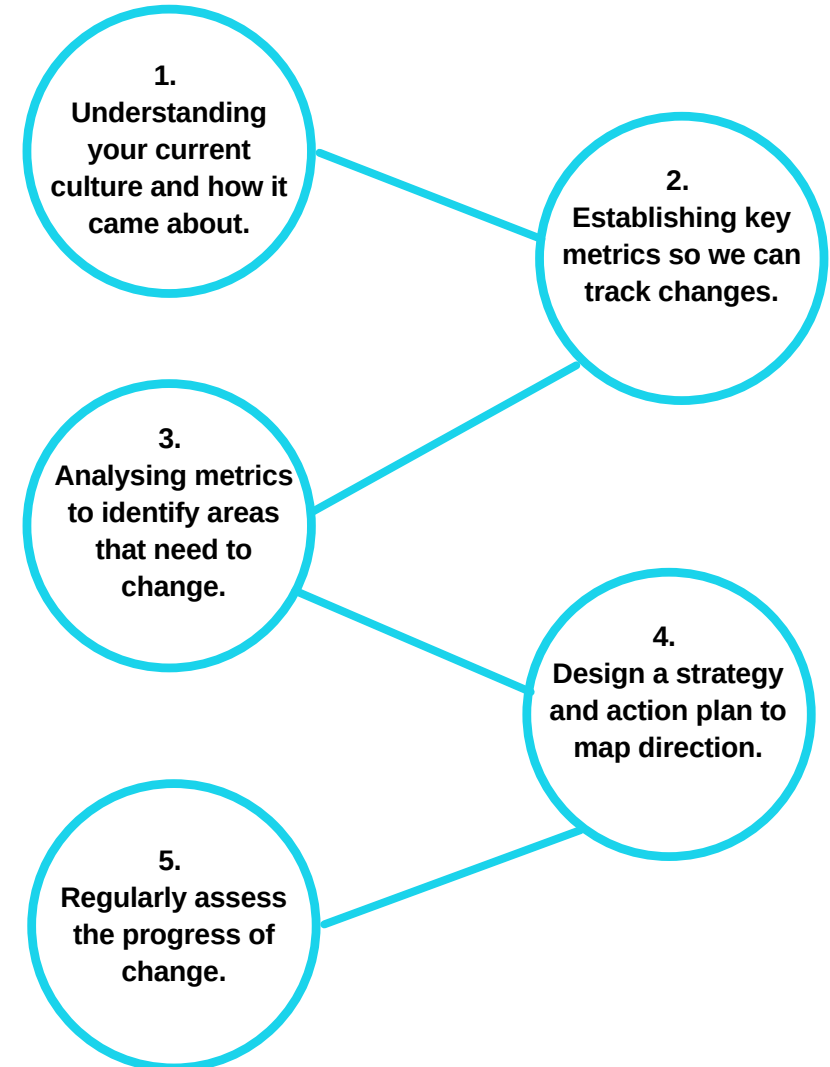 1.
Understanding
your current
culture and how it
came about.
2.
Establishing key
metrics so we can
track changes.
3.
Analysing metrics
to identify areas
that need to
change.
4.
Design a strategy
and action plan to
map direction.
5.
Regularly assess
the progress of
change.